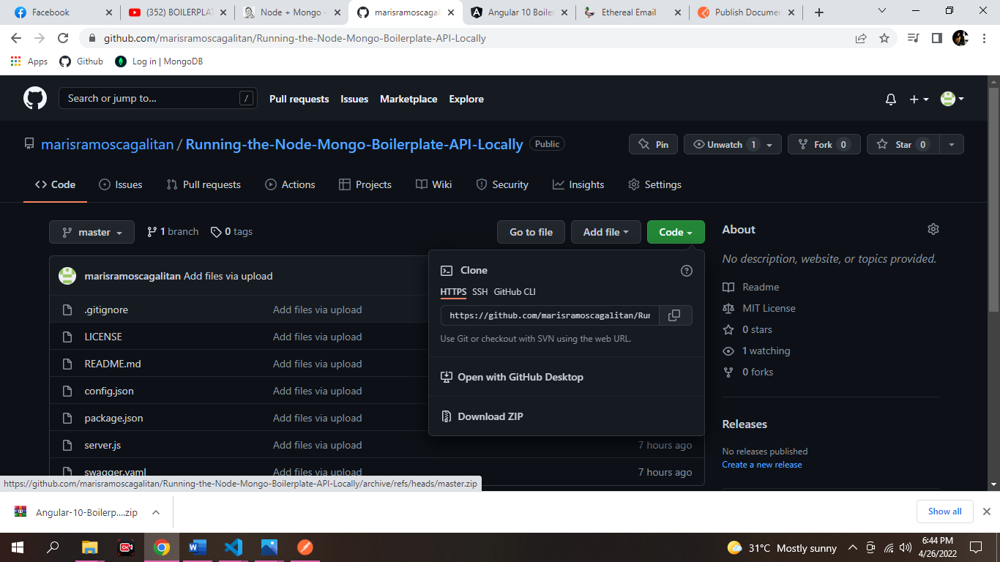 Facebook
(352) BOILERPLAT
Node + Mongo -
marisramoscagali
Angular 10 Boiler
Ethereal Email
Publish Documen
github.com/marisramoscagalitan/Running-the-Node-Mongo-Boilerplate-API-Locally
Apps Github Log in | MongoDB
Search or jump to... / Pull requests Issues Marketplace Explore
marisramoscagalitan / Running-the-Node-Mongo-Boilerplate-API-Locally Public Pin Unwatch 1 Fork 0 Star 0
Code Issues Pull requests Actions Projects Wiki Security Insights Settings
master 1 branch 0 tags Go to file Add file Code
marisramoscagalitan Add files via upload
.gitignore Add files via upload
LICENSE Add files via upload
README.md Add files via upload
config.json Add files via upload
package.json Add files via upload
server.js Add files via upload 7 hours ago
swagger.yaml Add files via upload 7 hours ago
Clone
HTTPS SSH GitHub CLI
https://github.com/marisramoscagalitan/Run
Use Git or checkout with SVN using the web URL.
Open with GitHub Desktop
Download ZIP
About
No description, website, or topics provided.
Readme
MIT License
0 stars
1 watching
0 forks
Releases
No releases published
Create a new release
https://github.com/marisramoscagalitan/Running-the-Node-Mongo-Boilerplate-API-Locally/archive/refs/heads/master.zip
Angular-10-Boilerp....zip Show all
31°C Mostly sunny
6:44 PM
4/26/2022